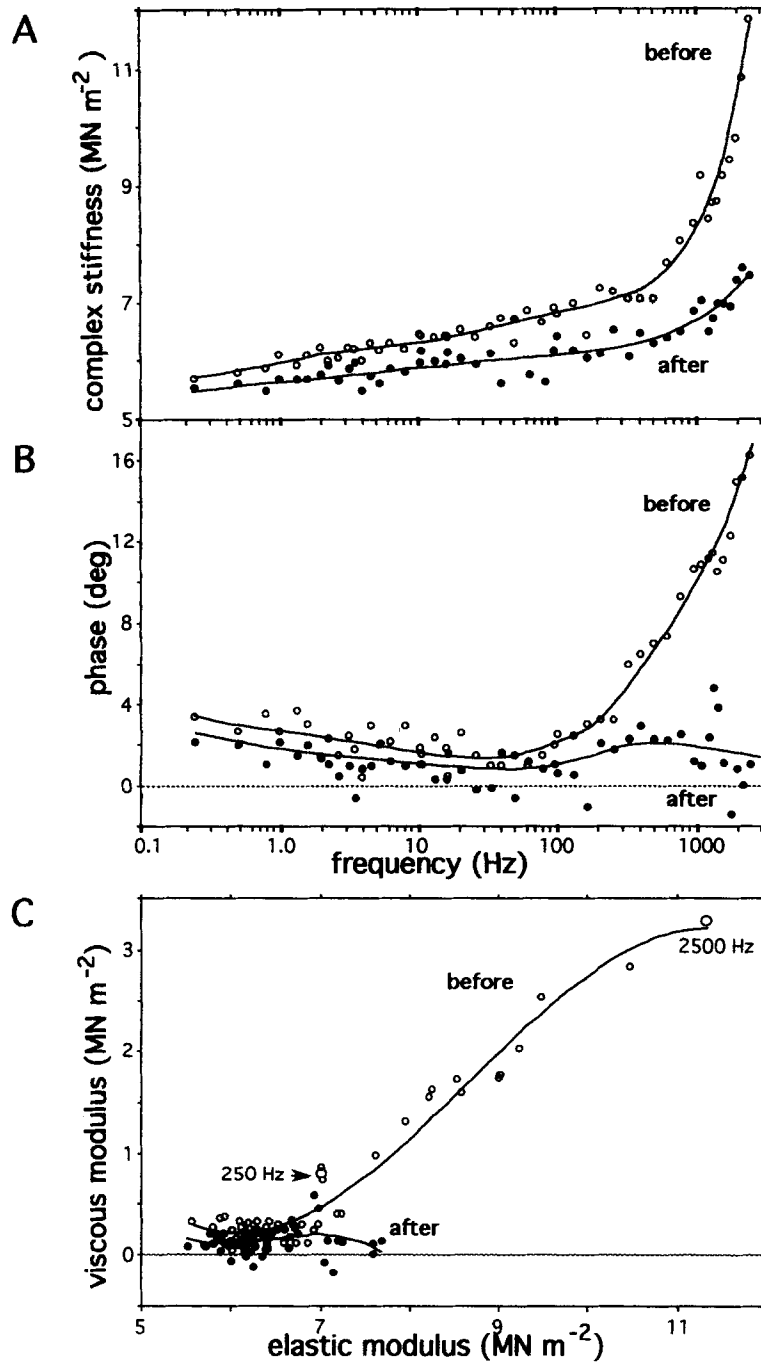 A
complex stiffness (MN m-2)
11
9
7
5
before
after
B
phase (deg)
16
12
8
4
0
before
after
0.1
1.0
10
100
1000
frequency (Hz)
C
viscous modulus (MN m-2)
3
2
1
0
before
2500 Hz
250 Hz
after
5
7
9
11
elastic modulus (MN m-2)